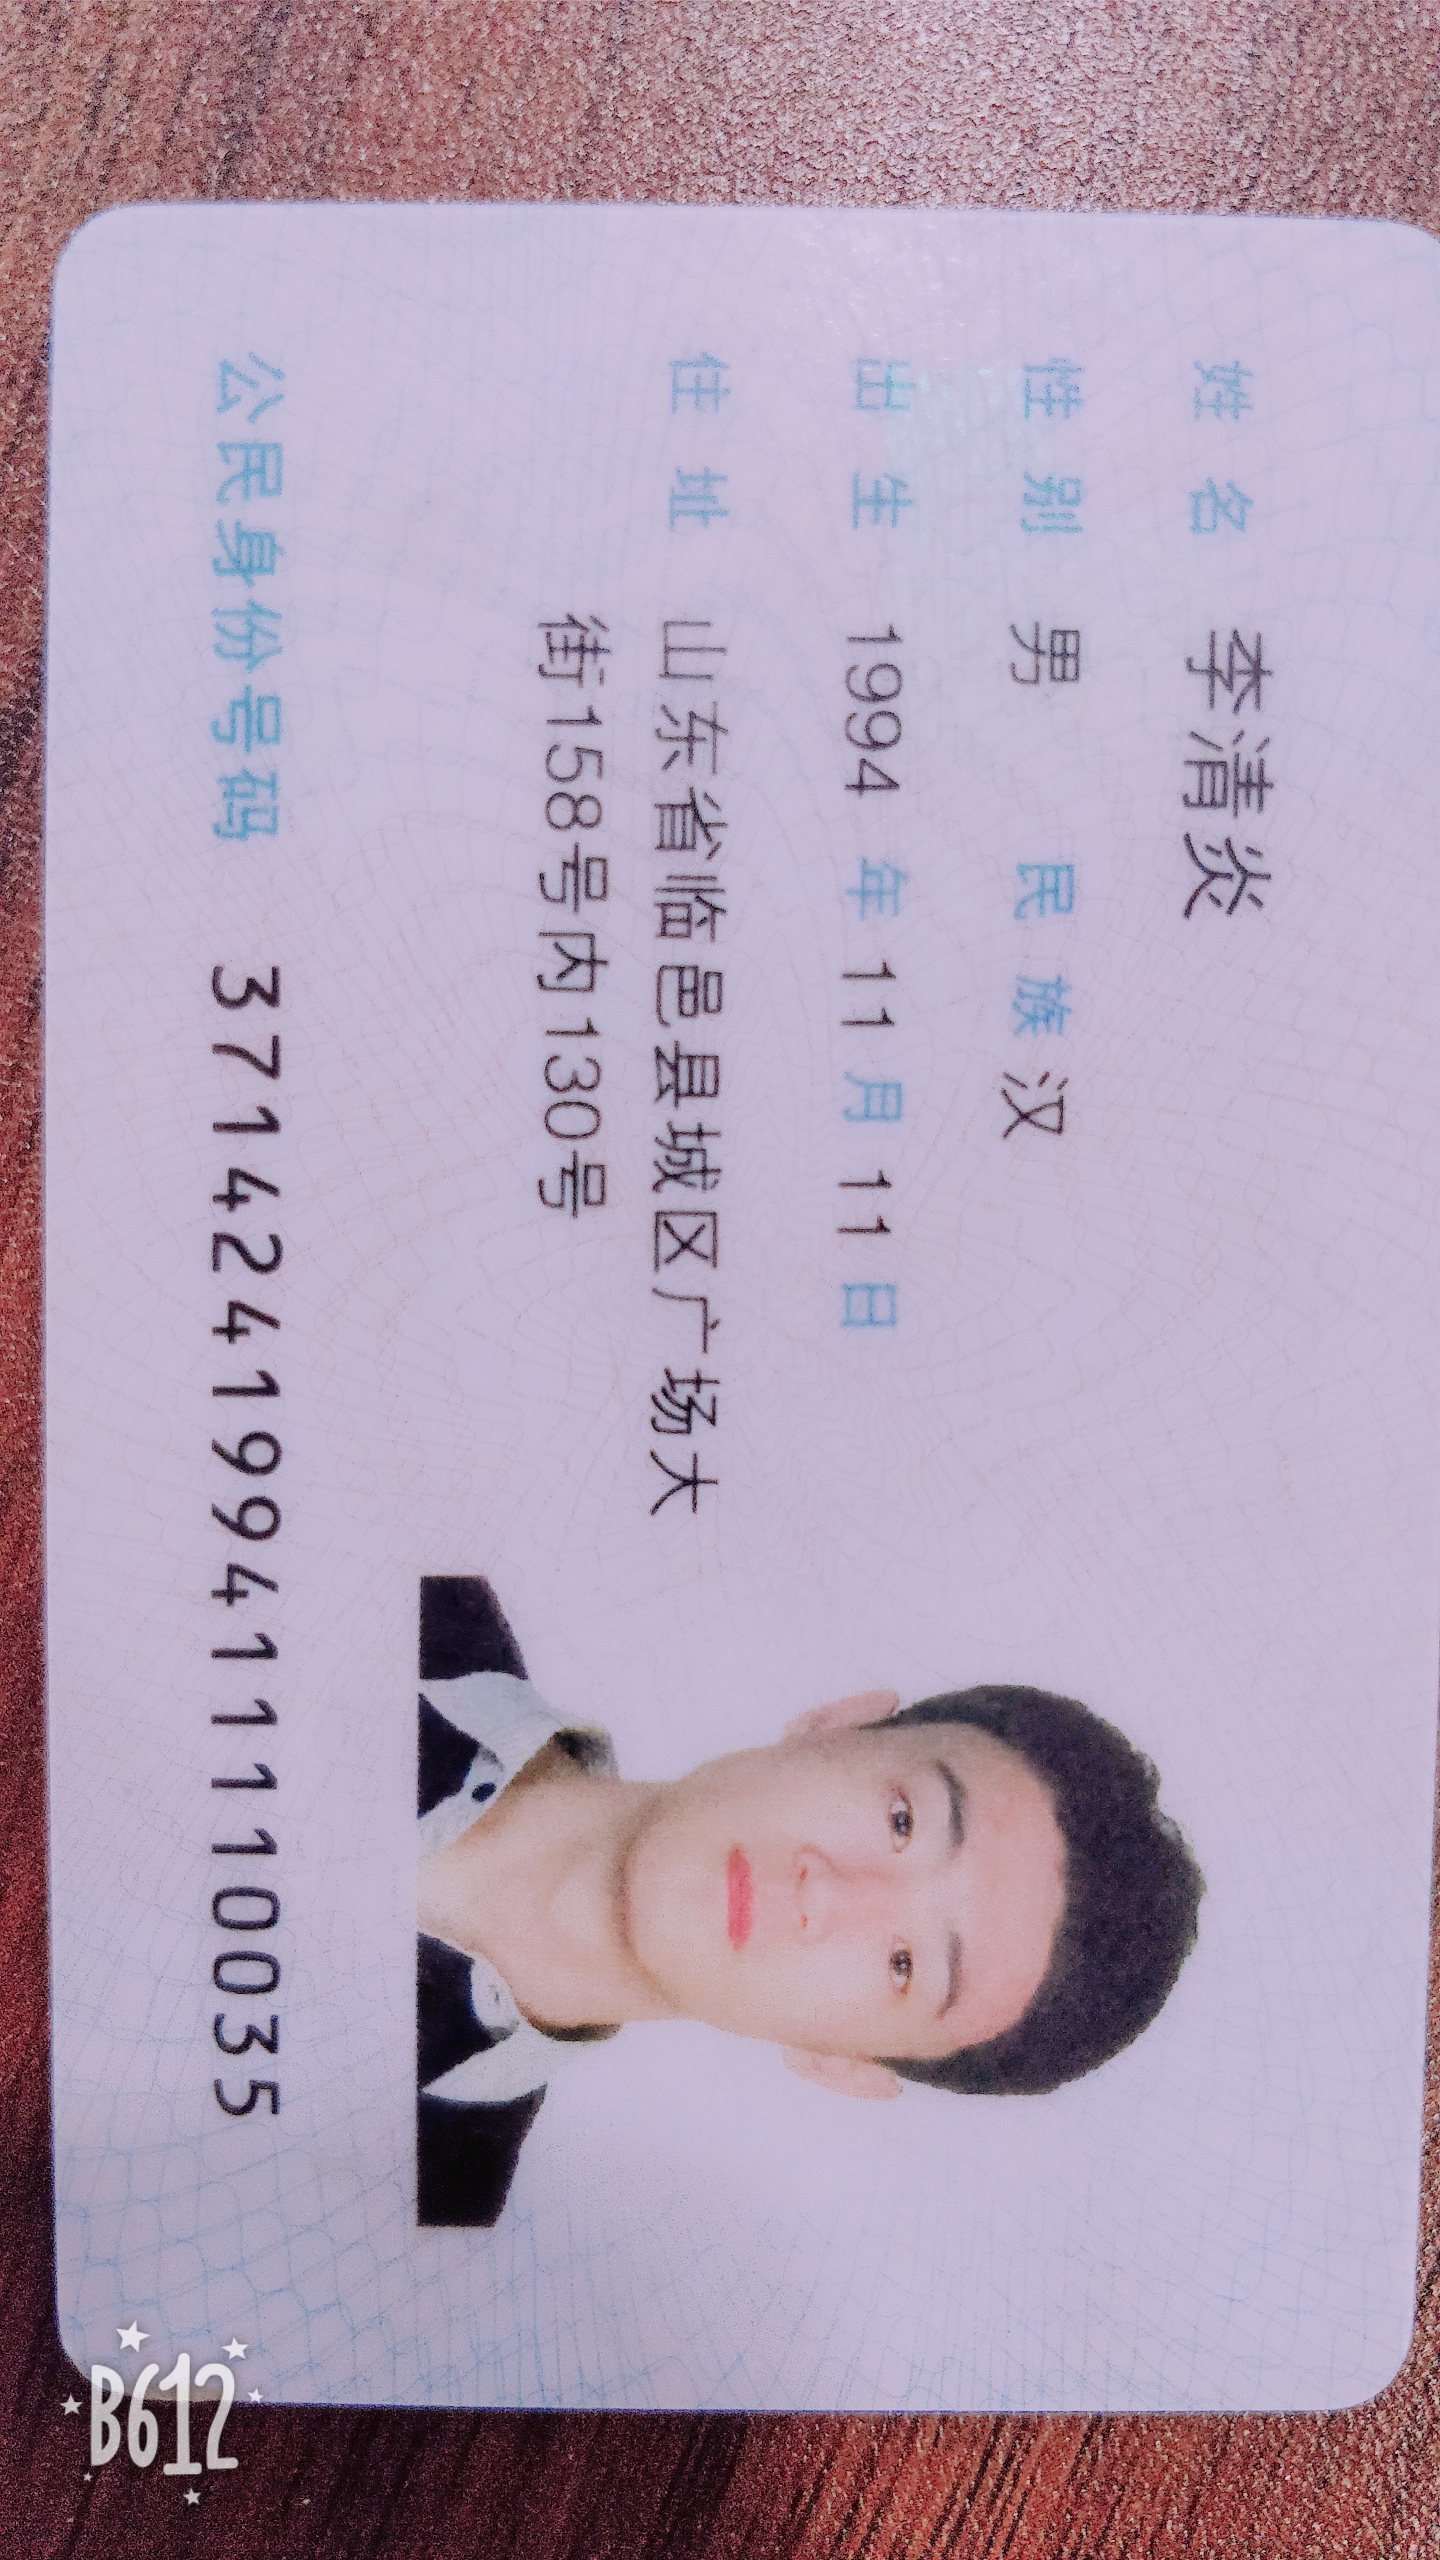 姓名 李清炎
性别 男 民族 汉
出生 1994 年 11 月 11 日
住址 山东省临邑县城区广场大
街158号内130号
公民身份号码 371424199411110035
B612